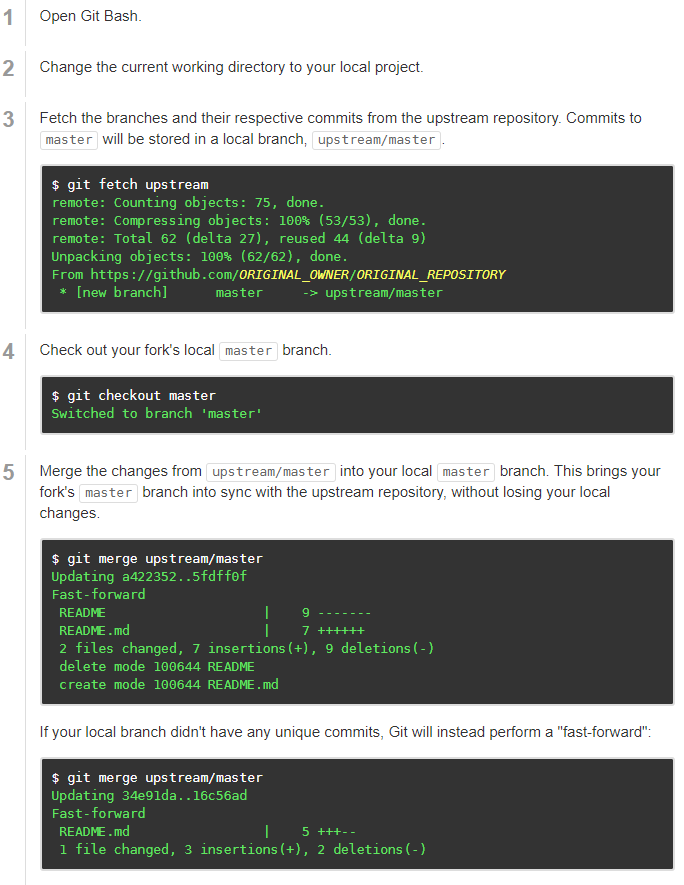 1 Open Git Bash.
2 Change the current working directory to your local project.
3 Fetch the branches and their respective commits from the upstream repository. Commits to
master will be stored in a local branch, upstream/master.
$ git fetch upstream
remote: Counting objects: 75, done.
remote: Compressing objects: 100% (53/53), done.
remote: Total 62 (delta 27), reused 44 (delta 9)
Unpacking objects: 100% (62/62), done.
From https://github.com/ORIGINAL_OWNER/ORIGINAL_REPOSITORY
 * [new branch]      master     -> upstream/master
4 Check out your fork's local master branch.
$ git checkout master
Switched to branch 'master'
5 Merge the changes from upstream/master into your local master branch. This brings your
fork's master branch into sync with the upstream repository, without losing your local
changes.
$ git merge upstream/master
Updating a422352..5fdff0f
Fast-forward
 README                    |    9 -------
 README.md                 |    7 ++++++
 2 files changed, 7 insertions(+), 9 deletions(-)
 delete mode 100644 README
 create mode 100644 README.md
If your local branch didn't have any unique commits, Git will instead perform a "fast-forward":
$ git merge upstream/master
Updating 34e91da..16c56ad
Fast-forward
 README.md                 |    5 +++--
 1 file changed, 3 insertions(+), 2 deletions(-)